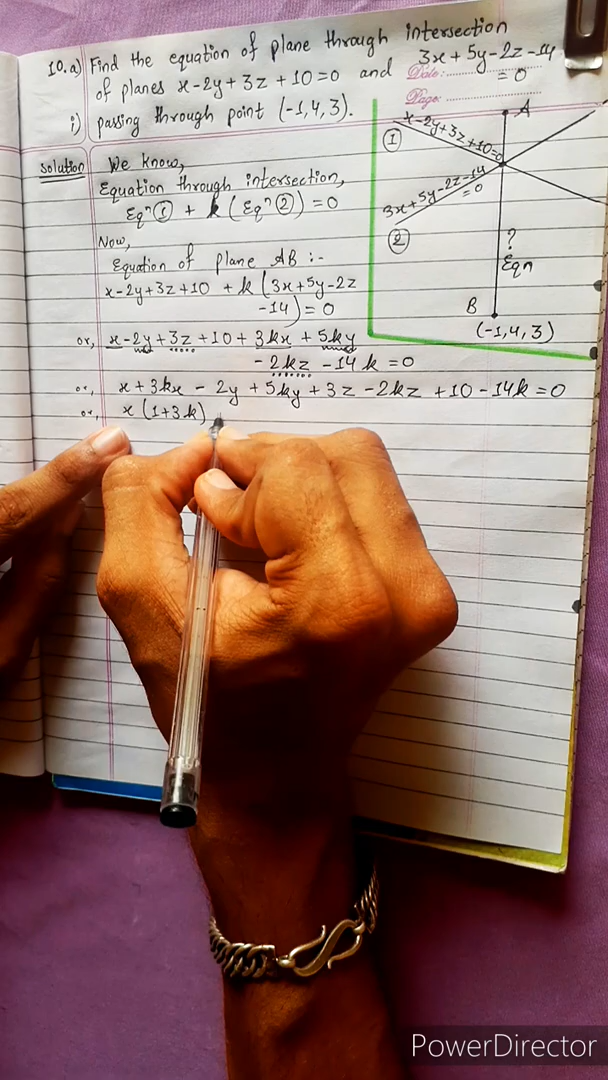 10.a) Find the equation of plane through intersection
of planes x-2y+3z+10=0 and 3x+5y-2z-14=0
Date:
Page:
i) passing through point (-1,4,3).
Solution We know,
Equation through intersection,
Eqⁿ① + k (Eqⁿ②) = 0
Now,
Equation of plane AB :-
x-2y+3z+10 + k(3x+5y-2z
-14)=0
or, x-2y+3z+10+3kx+5ky
-2kz-14k=0
or, x+3kx-2y+5ky+3z-2kz+10-14k=0
or, x(1+3k)
A
① x-2y+3z+10=0
3x+5y-2z-14=0
②
?
Eqn
B
(-1,4,3)
PowerDirector